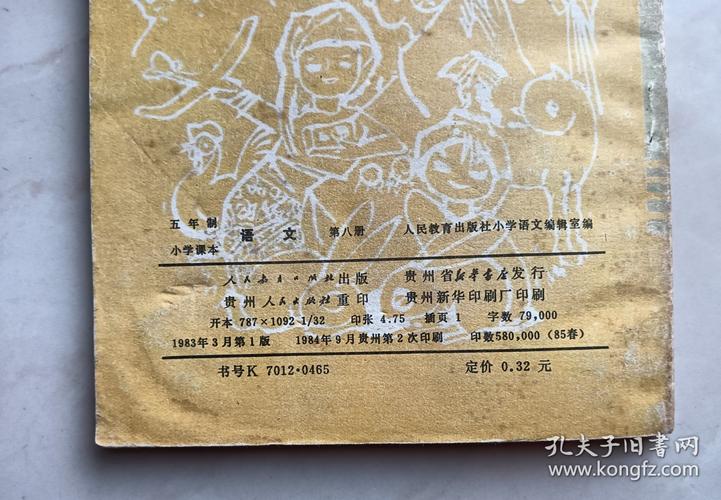 五年制
小学课本
语文 第八册 人民教育出版社小学语文编辑室编
人民教育出版社出版 贵州省新华书店发行
贵州人民出版社重印 贵州新华印刷厂印刷
开本 787×1092 1/32 印张 4.75 插页 1 字数 79,000
1983年3月第1版 1984年9月贵州第2次印刷 印数580,000(85春)
书号K 7012·0465 定价 0.32 元
孔夫子旧书网
www.kongfz.com